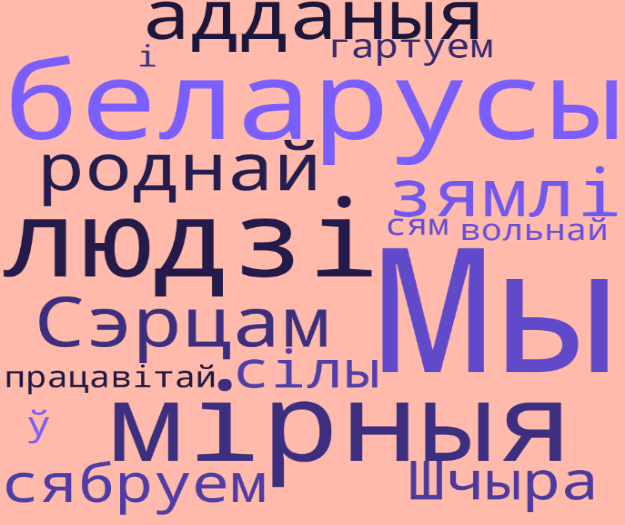 адданыя
гартуем
і
беларусы
роднай
зямлі
людзі
сям вольнай
Мы
Сэрцам
сілы
працавітай
мірныя
ў
сябруем
Шчыра